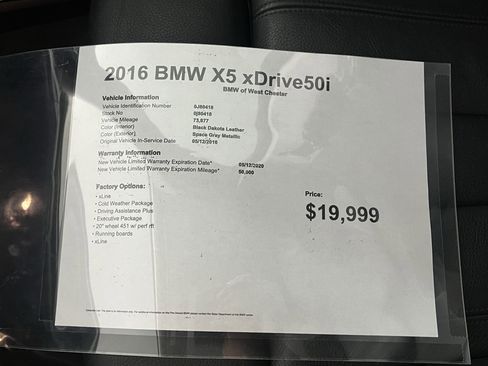 2016 BMW X5 xDrive50i
BMW of West Chester
Vehicle Information
Vehicle Identification Number 0J80418
Stock No 0J80418
Vehicle Mileage 73,877
Color (Interior) Black Dakota Leather
Color (Exterior) Space Gray Metallic
Original Vehicle In-Service Date 05/12/2016
Warranty Information
New Vehicle Limited Warranty Expiration Date* 05/12/2020
New Vehicle Limited Warranty Expiration Mileage* 50,000
Factory Options:
• xLine
• Cold Weather Package
• Driving Assistance Plus
• Executive Package
• 20" wheel 451 w/ perf rft
• Running boards
• xLine
Price:
$19,999